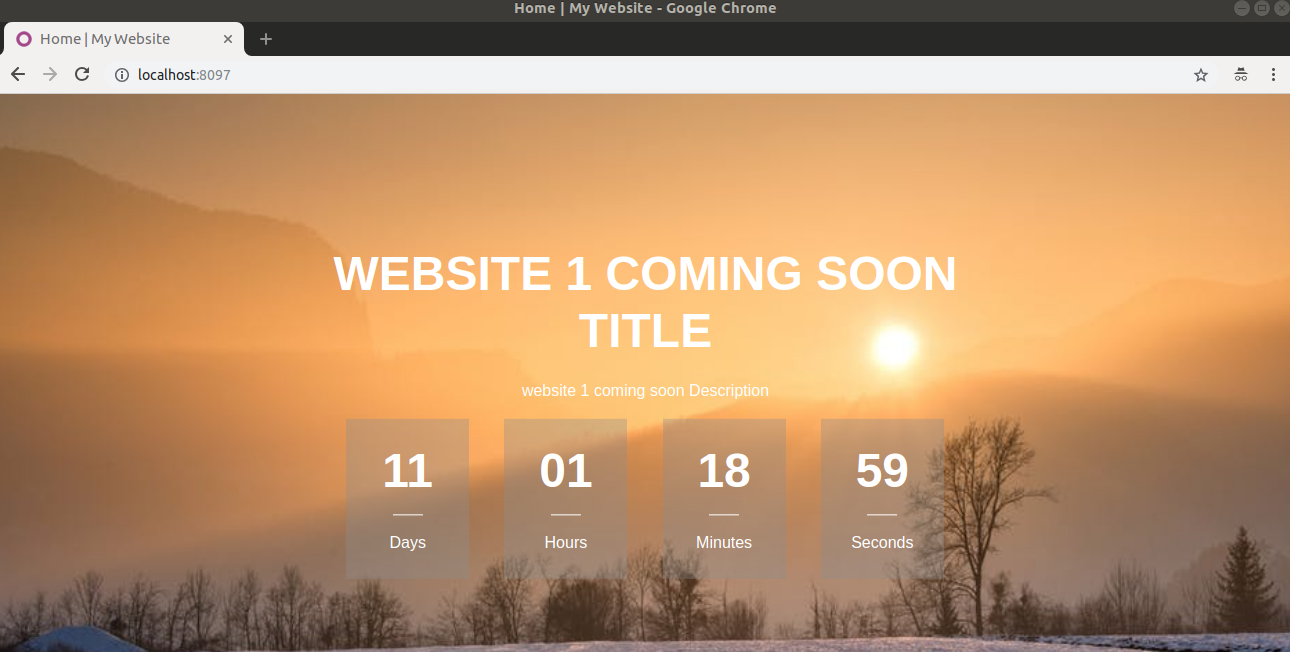 Home | My Website - Google Chrome
Home | My Website
localhost:8097
WEBSITE 1 COMING SOON
TITLE
website 1 coming soon Description
11 01 18 59
Days Hours Minutes Seconds